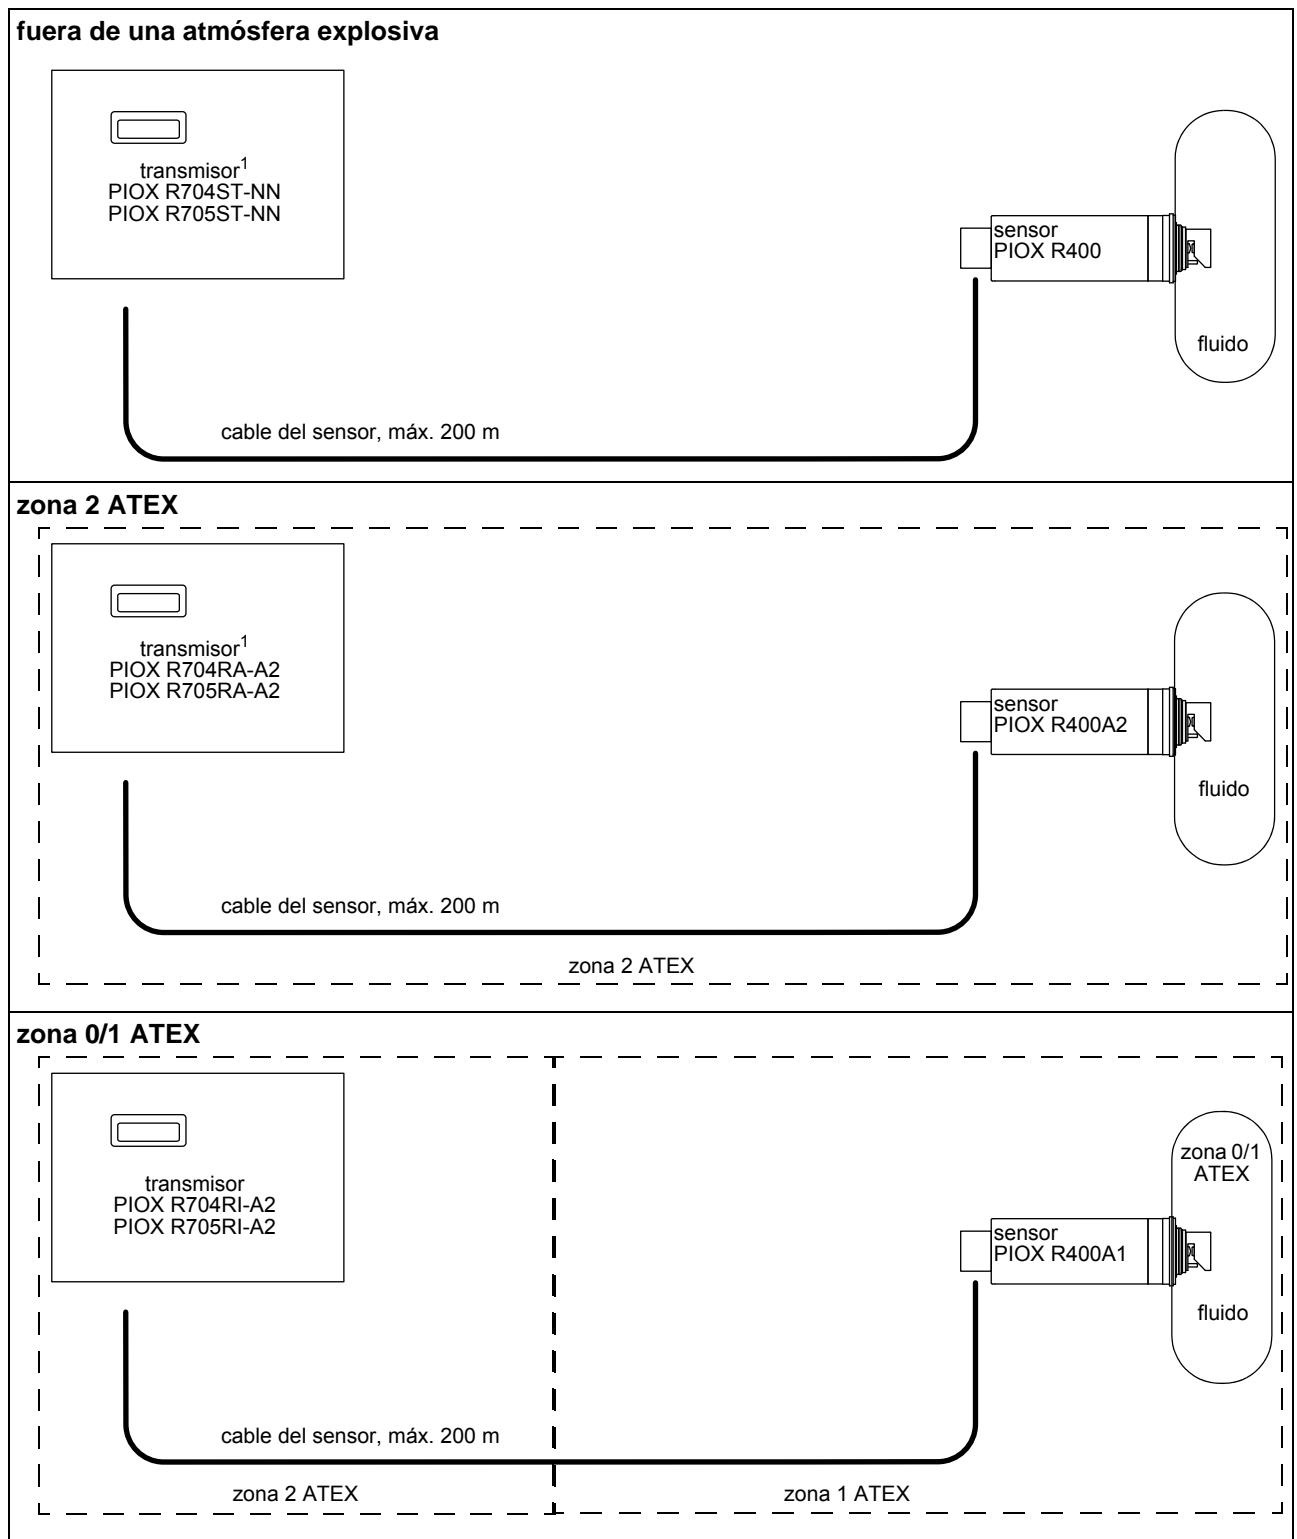 fuera de una atmósfera explosiva
transmisor1
PIOX R704ST-NN
PIOX R705ST-NN
sensor
PIOX R400
fluido
cable del sensor, máx. 200 m
zona 2 ATEX
transmisor1
PIOX R704RA-A2
PIOX R705RA-A2
sensor
PIOX R400A2
fluido
cable del sensor, máx. 200 m
zona 2 ATEX
zona 0/1 ATEX
zona 0/1
ATEX
transmisor
PIOX R704RI-A2
PIOX R705RI-A2
sensor
PIOX R400A1
fluido
cable del sensor, máx. 200 m
zona 2 ATEX
zona 1 ATEX